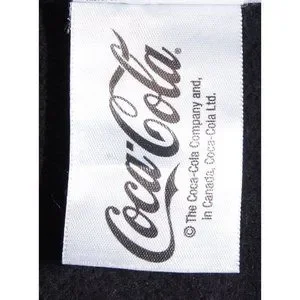 Coca-Cola®
© The Coca-Cola Company and,
in Canada, Coca-Cola Ltd.